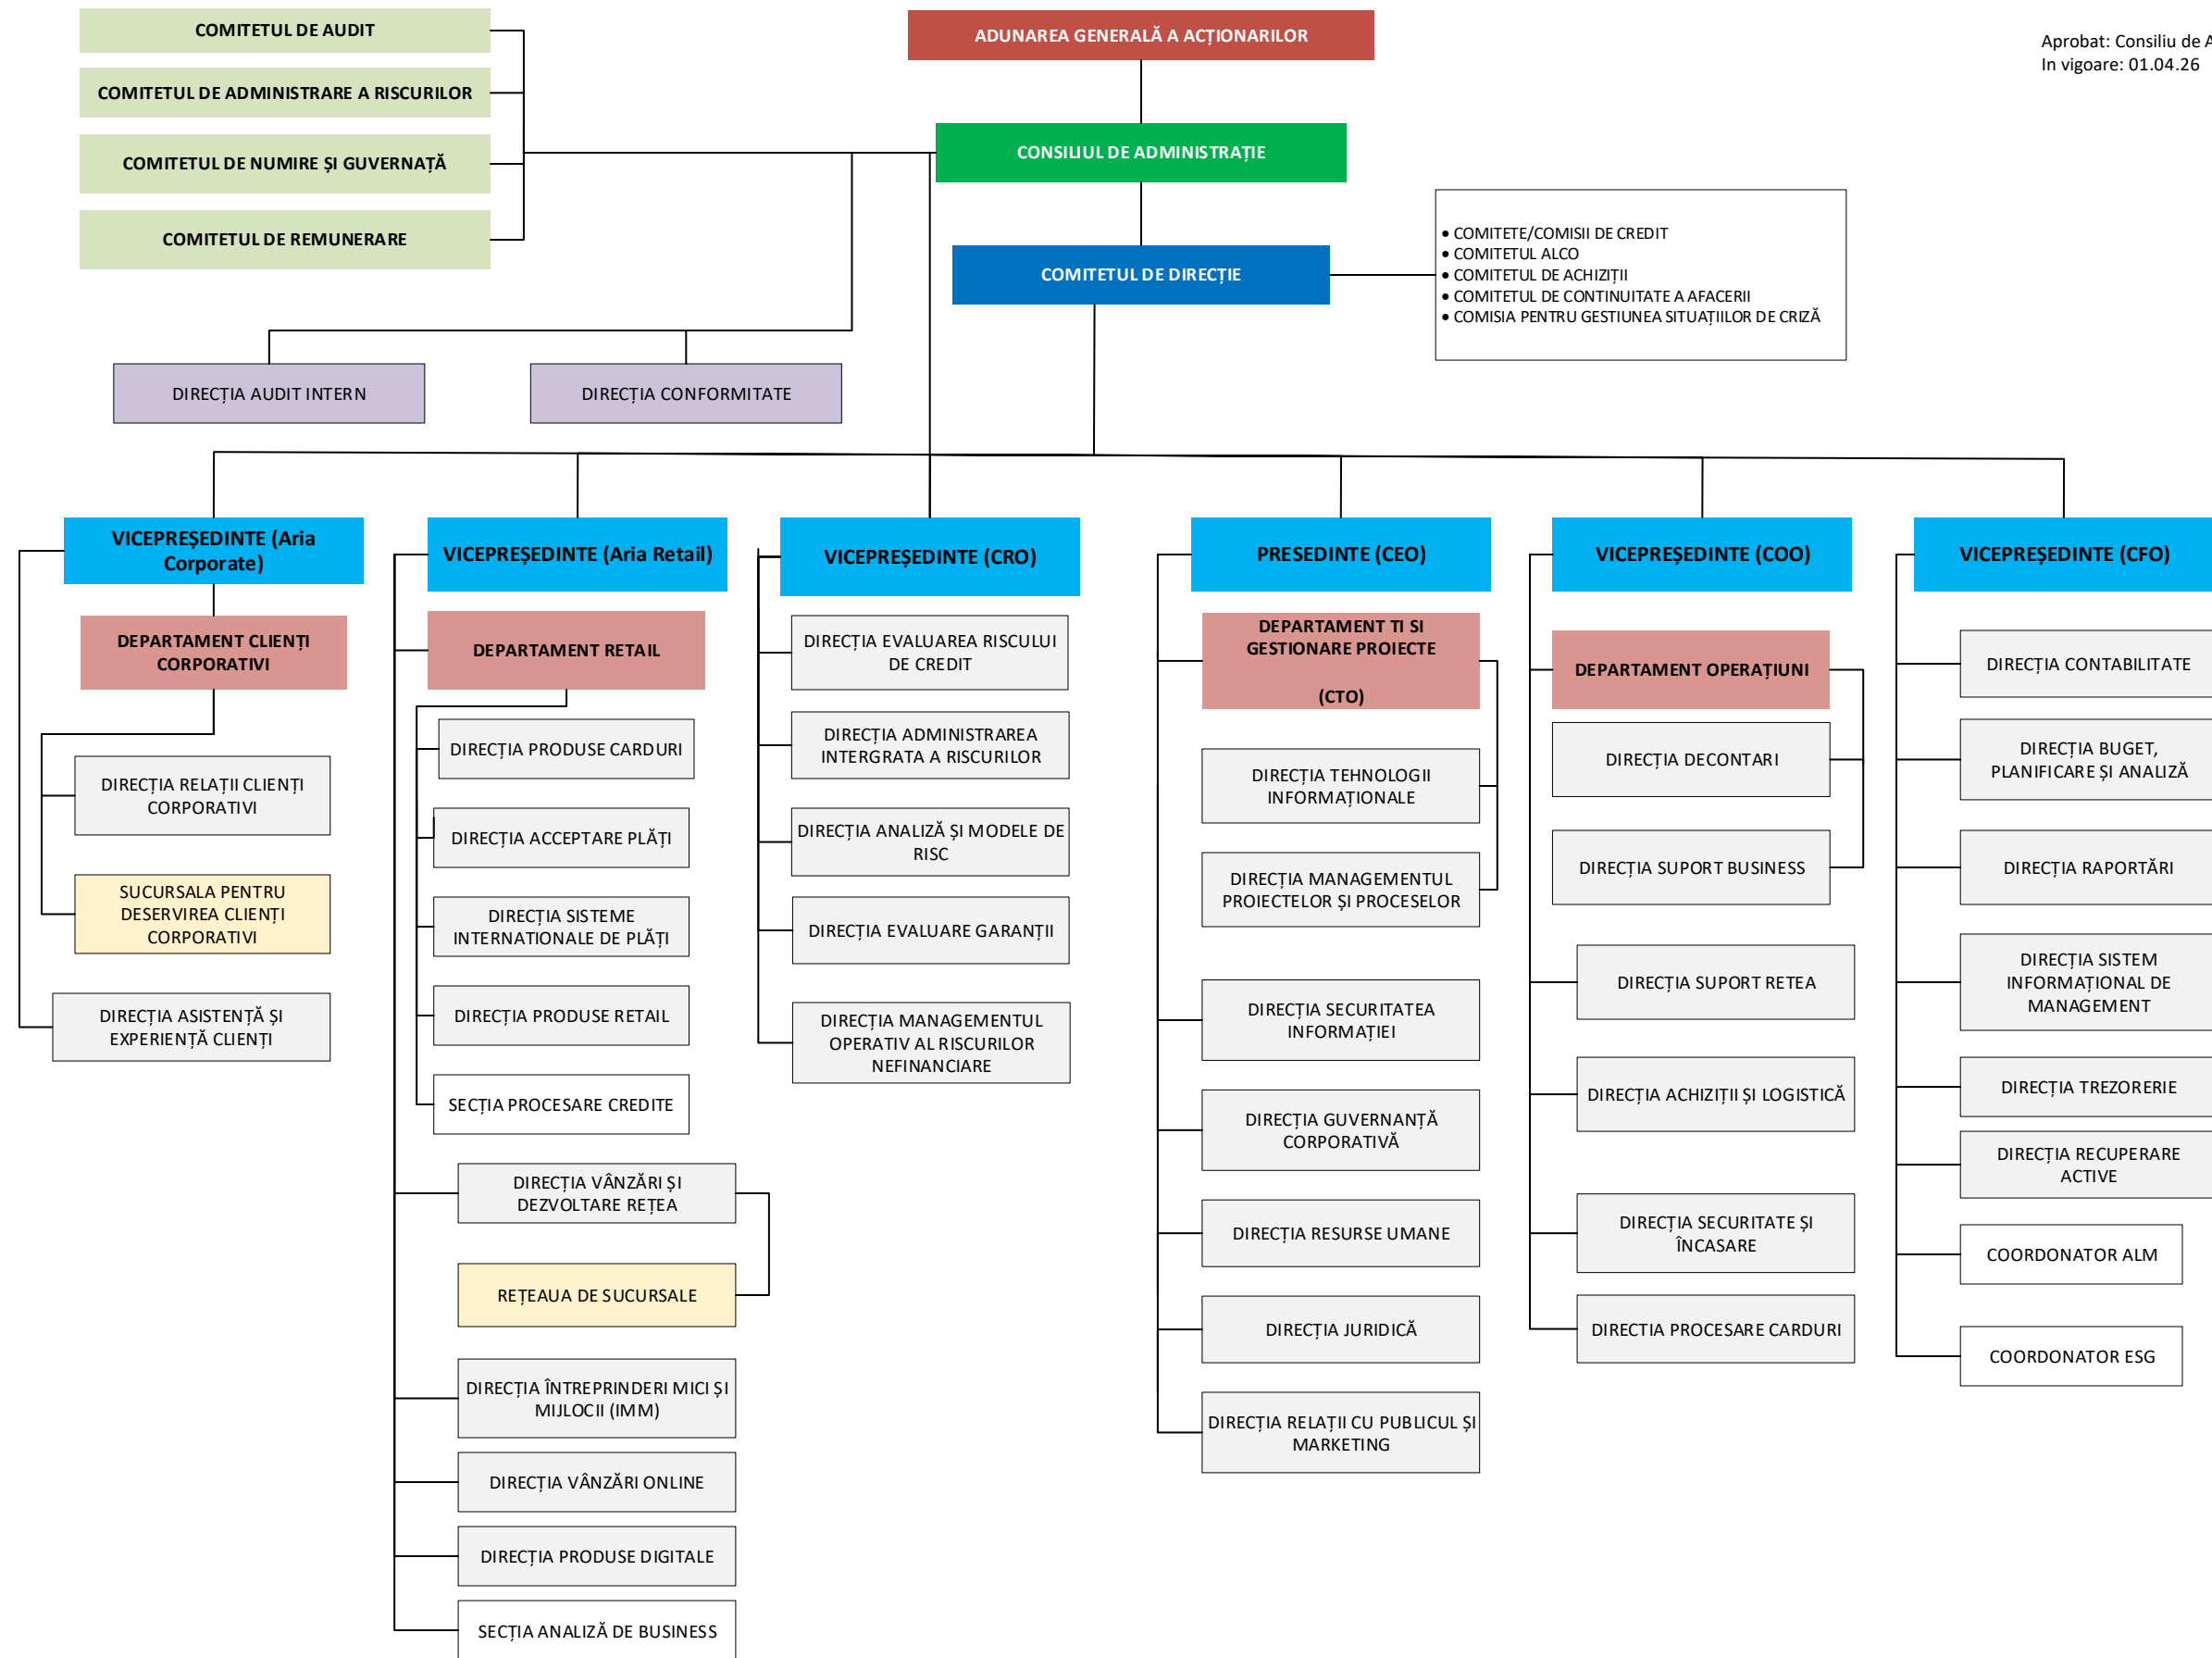 COMITETUL DE AUDIT
COMITETUL DE ADMINISTRARE A RISCURILOR
COMITETUL DE NUMIRE ȘI GUVERNAȚĂ
COMITETUL DE REMUNERARE
ADUNAREA GENERALĂ A ACȚIONARILOR
Aprobat: Consiliu de A
In vigoare: 01.04.26
CONSILIUL DE ADMINISTRAȚIE
COMITETUL DE DIRECȚIE
• COMITETE/COMISII DE CREDIT
• COMITETUL ALCO
• COMITETUL DE ACHIZIȚII
• COMITETUL DE CONTINUITATE A AFACERII
• COMISIA PENTRU GESTIUNEA SITUAȚIILOR DE CRIZĂ
DIRECȚIA AUDIT INTERN
DIRECȚIA CONFORMITATE
VICEPREȘEDINTE (Aria
Corporate)
DEPARTAMENT CLIENȚI
CORPORATIVI
DIRECȚIA RELAȚII CLIENȚI
CORPORATIVI
SUCURSALA PENTRU
DESERVIREA CLIENȚI
CORPORATIVI
DIRECȚIA ASISTENȚĂ ȘI
EXPERIENȚĂ CLIENȚI
VICEPREȘEDINTE (Aria Retail)
DEPARTAMENT RETAIL
DIRECȚIA PRODUSE CARDURI
DIRECȚIA ACCEPTARE PLĂȚI
DIRECȚIA SISTEME
INTERNATIONALE DE PLĂȚI
DIRECȚIA PRODUSE RETAIL
SECȚIA PROCESARE CREDITE
DIRECȚIA VÂNZĂRI ȘI
DEZVOLTARE REȚEA
REȚEAUA DE SUCURSALE
DIRECȚIA ÎNTREPRINDERI MICI ȘI
MIJLOCII (IMM)
DIRECȚIA VÂNZĂRI ONLINE
DIRECȚIA PRODUSE DIGITALE
SECȚIA ANALIZĂ DE BUSINESS
VICEPREȘEDINTE (CRO)
DIRECȚIA EVALUAREA RISCULUI
DE CREDIT
DIRECȚIA ADMINISTRAREA
INTERGRATA A RISCURILOR
DIRECȚIA ANALIZĂ ȘI MODELE DE
RISC
DIRECȚIA EVALUARE GARANȚII
DIRECȚIA MANAGEMENTUL
OPERATIV AL RISCURILOR
NEFINANCIARE
PRESEDINTE (CEO)
DEPARTAMENT TI SI
GESTIONARE PROIECTE
(CTO)
DIRECȚIA TEHNOLOGII
INFORMAȚIONALE
DIRECȚIA MANAGEMENTUL
PROIECTELOR ȘI PROCESELOR
DIRECȚIA SECURITATEA
INFORMAȚIEI
DIRECȚIA GUVERNANȚĂ
CORPORATIVĂ
DIRECȚIA RESURSE UMANE
DIRECȚIA JURIDICĂ
DIRECȚIA RELAȚII CU PUBLICUL ȘI
MARKETING
VICEPREȘEDINTE (COO)
DEPARTAMENT OPERAȚIUNI
DIRECȚIA DECONTARI
DIRECȚIA SUPORT BUSINESS
DIRECȚIA SUPORT RETEA
DIRECȚIA ACHIZIȚII ȘI LOGISTICĂ
DIRECȚIA SECURITATE ȘI
ÎNCASARE
DIRECTIA PROCESARE CARDURI
VICEPREȘEDINTE (CFO)
DIRECȚIA CONTABILITATE
DIRECȚIA BUGET,
PLANIFICARE ȘI ANALIZĂ
DIRECȚIA RAPORTĂRI
DIRECȚIA SISTEM
INFORMAȚIONAL DE
MANAGEMENT
DIRECȚIA TREZORERIE
DIRECȚIA RECUPERARE
ACTIVE
COORDONATOR ALM
COORDONATOR ESG